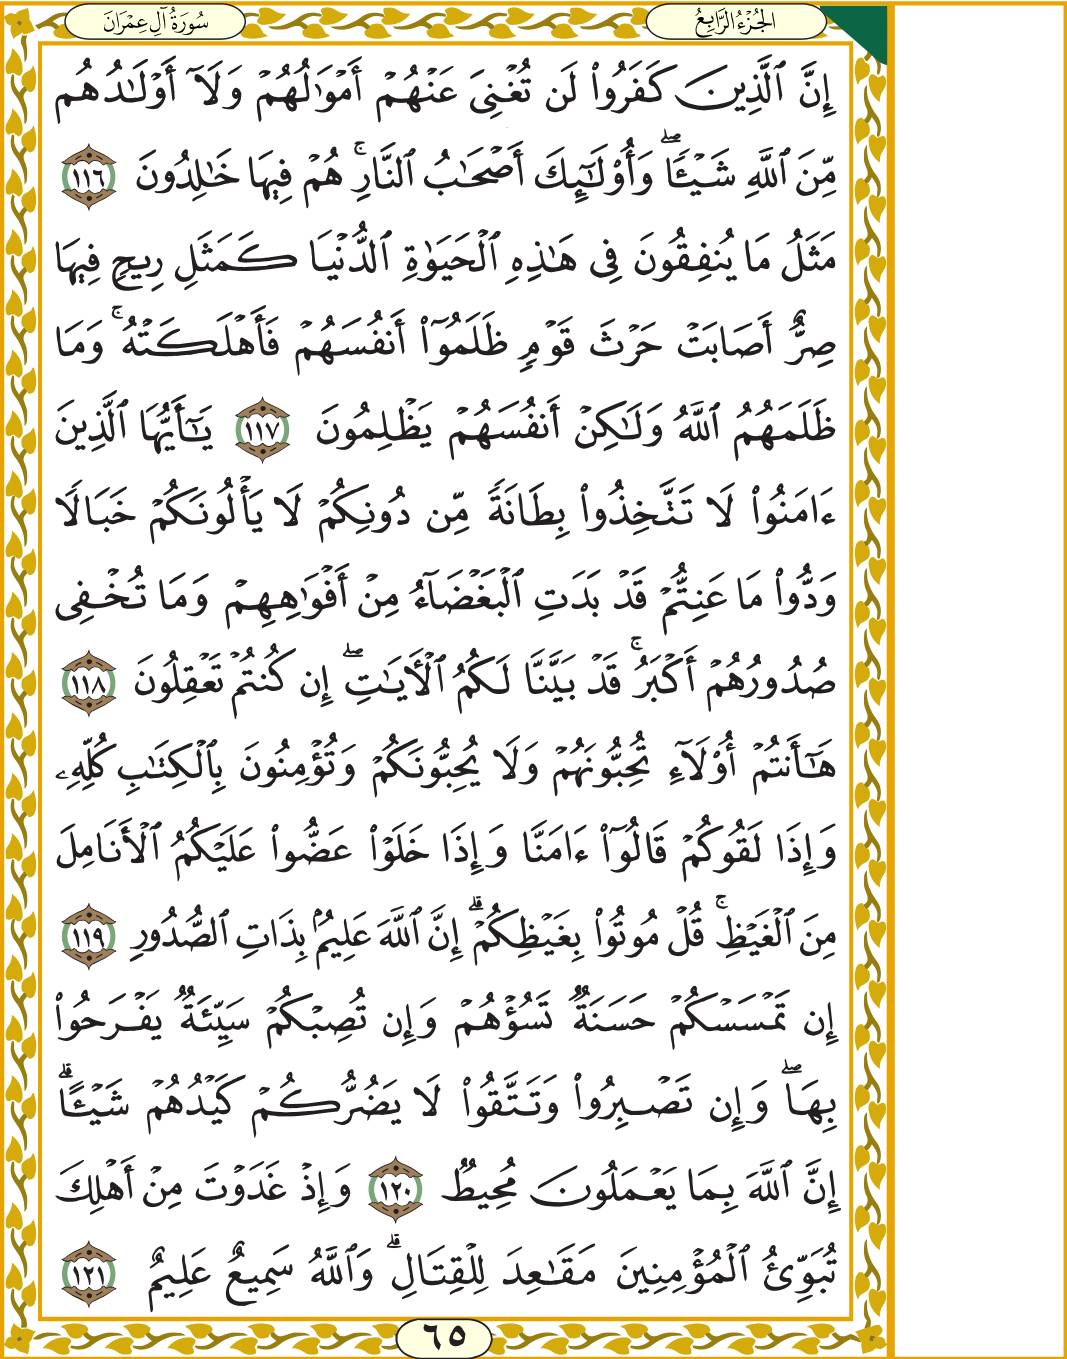 الجُزْءُ الرَّابِعُ
سُورَةُ آلِ عِمْرَانَ
إِنَّ ٱلَّذِينَ كَفَرُوا۟ لَن تُغْنِىَ عَنْهُمْ أَمْوَٰلُهُمْ وَلَآ أَوْلَـٰدُهُم
مِّنَ ٱللَّهِ شَيْـًٔا ۖ وَأُو۟لَـٰٓئِكَ أَصْحَـٰبُ ٱلنَّارِ ۚ هُمْ فِيهَا خَـٰلِدُونَ ١١٦
مَثَلُ مَا يُنفِقُونَ فِى هَـٰذِهِ ٱلْحَيَوٰةِ ٱلدُّنْيَا كَمَثَلِ رِيحٍ فِيهَا
صِرٌّ أَصَابَتْ حَرْثَ قَوْمٍ ظَلَمُوٓا۟ أَنفُسَهُمْ فَأَهْلَكَتْهُ ۚ وَمَا
ظَلَمَهُمُ ٱللَّهُ وَلَـٰكِنْ أَنفُسَهُمْ يَظْلِمُونَ ١١٧ يَـٰٓأَيُّهَا ٱلَّذِينَ
ءَامَنُوا۟ لَا تَتَّخِذُوا۟ بِطَانَةً مِّن دُونِكُمْ لَا يَأْلُونَكُمْ خَبَالًا
وَدُّوا۟ مَا عَنِتُّمْ قَدْ بَدَتِ ٱلْبَغْضَآءُ مِنْ أَفْوَٰهِهِمْ وَمَا تُخْفِى
صُدُورُهُمْ أَكْبَرُ ۚ قَدْ بَيَّنَّا لَكُمُ ٱلْـَٔايَـٰتِ ۖ إِن كُنتُمْ تَعْقِلُونَ ١١٨
هَـٰٓأَنتُمْ أُو۟لَآءِ تُحِبُّونَهُمْ وَلَا يُحِبُّونَكُمْ وَتُؤْمِنُونَ بِٱلْكِتَـٰبِ كُلِّهِۦ
وَإِذَا لَقُوكُمْ قَالُوٓا۟ ءَامَنَّا وَإِذَا خَلَوْا۟ عَضُّوا۟ عَلَيْكُمُ ٱلْأَنَامِلَ
مِنَ ٱلْغَيْظِ ۚ قُلْ مُوتُوا۟ بِغَيْظِكُمْ ۗ إِنَّ ٱللَّهَ عَلِيمٌۢ بِذَاتِ ٱلصُّدُورِ ١١٩
إِن تَمْسَسْكُمْ حَسَنَةٌ تَسُؤْهُمْ وَإِن تُصِبْكُمْ سَيِّئَةٌ يَفْرَحُوا۟
بِهَا ۖ وَإِن تَصْبِرُوا۟ وَتَتَّقُوا۟ لَا يَضُرُّكُمْ كَيْدُهُمْ شَيْـًٔا ۗ
إِنَّ ٱللَّهَ بِمَا يَعْمَلُونَ مُحِيطٌ ١٢٠ وَإِذْ غَدَوْتَ مِنْ أَهْلِكَ
تُبَوِّئُ ٱلْمُؤْمِنِينَ مَقَـٰعِدَ لِلْقِتَالِ ۗ وَٱللَّهُ سَمِيعٌ عَلِيمٌ ١٢١
٦٥